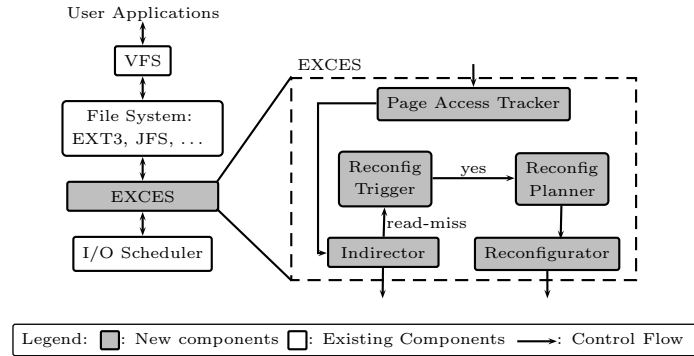 User Applications
VFS
File System:
EXT3, JFS, ...
EXCES
I/O Scheduler
EXCES
Page Access Tracker
Reconfig
Trigger
yes
Reconfig
Planner
read-miss
Indirector
Reconfigurator
Legend: : New components : Existing Components : Control Flow